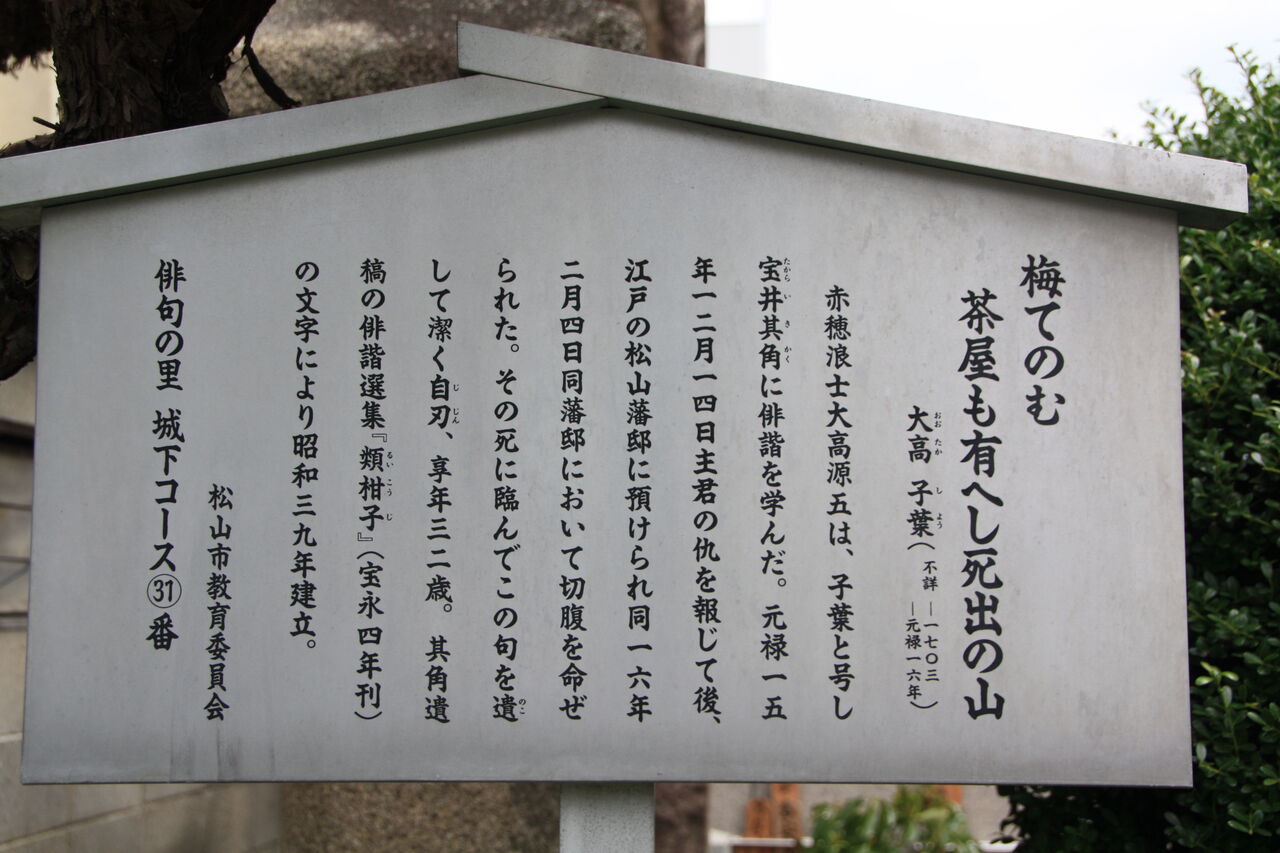 梅てのむ
茶屋も有へし死出の山
大高 子葉(不詳 ―一七〇三 ―元禄一六年)
赤穂浪士大高源五は、子葉と号し
宝井其角に俳諧を学んだ。元禄一五
年一二月一四日主君の仇を報じて後、
江戸の松山藩邸に預けられ同一六年
二月四日同藩邸において切腹を命ぜ
られた。その死に臨んでこの句を遺
して潔く自刃、享年三二歳。其角遺
稿の俳諧選集『類柑子』(宝永四年刊)
の文字により昭和三九年建立。
松山市教育委員会
俳句の里 城下コース㉛番